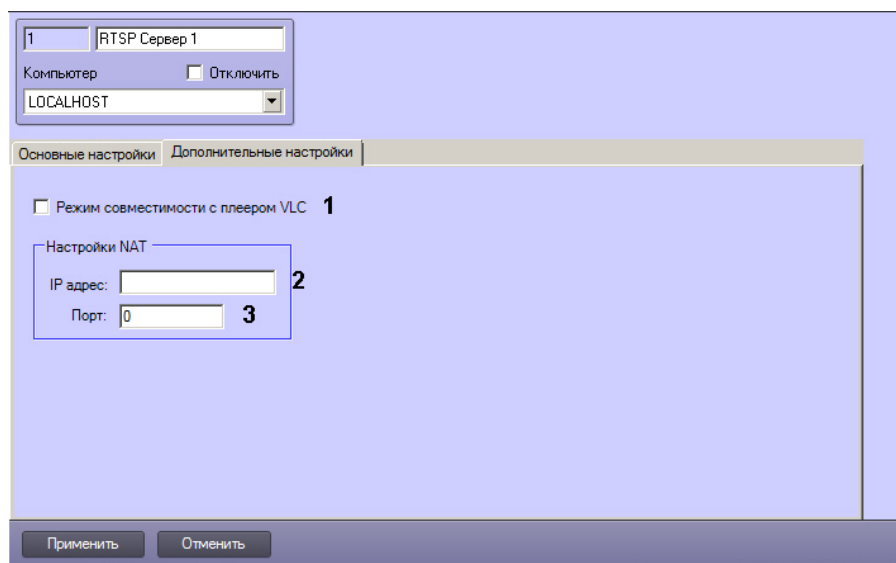 1 RTSP Сервер 1
Компьютер Отключить
LOCALHOST
Основные настройки Дополнительные настройки
Режим совместимости с плеером VLC 1
Настройки NAT
IP адрес: 2
Порт: 0 3
Применить Отменить